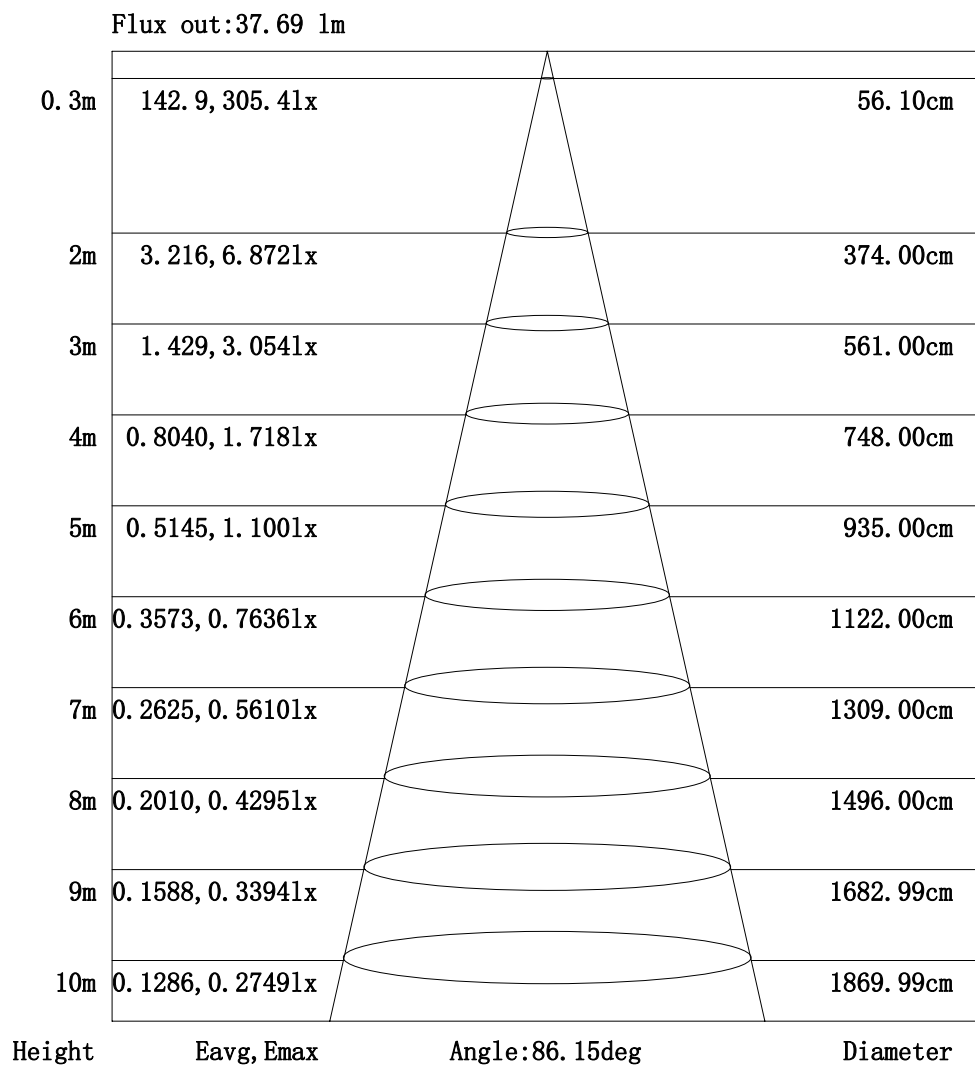 Flux out:37.69 lm
0.3m 142.9,305.4lx 56.10cm
2m 3.216,6.872lx 374.00cm
3m 1.429,3.054lx 561.00cm
4m 0.8040,1.718lx 748.00cm
5m 0.5145,1.100lx 935.00cm
6m 0.3573,0.7636lx 1122.00cm
7m 0.2625,0.5610lx 1309.00cm
8m 0.2010,0.4295lx 1496.00cm
9m 0.1588,0.3394lx 1682.99cm
10m 0.1286,0.2749lx 1869.99cm
Height Eavg,Emax Angle:86.15deg Diameter